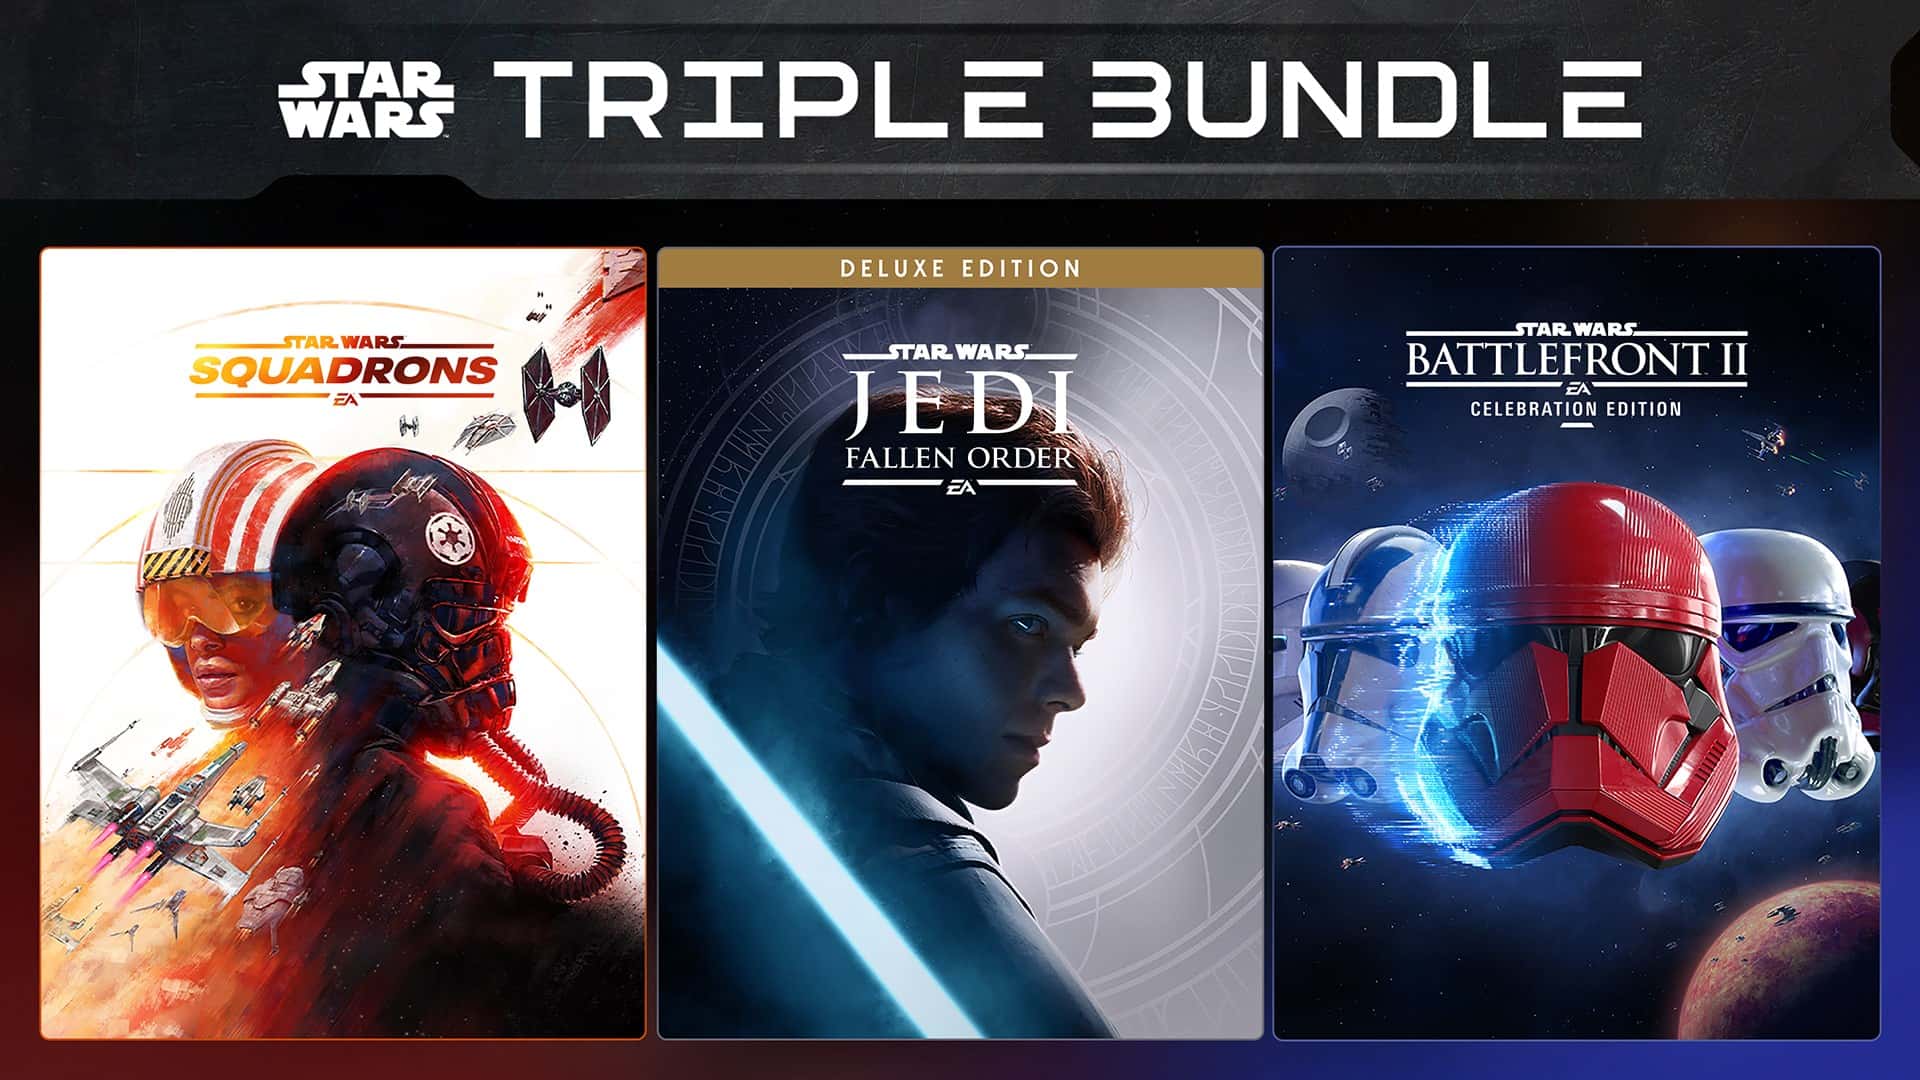 STAR WARS TRIPLE BUNDLE
STAR WARS
SQUADRONS
EA
DELUXE EDITION
STAR WARS
JEDI
FALLEN ORDER
EA
STAR WARS
BATTLEFRONT II
EA
CELEBRATION EDITION